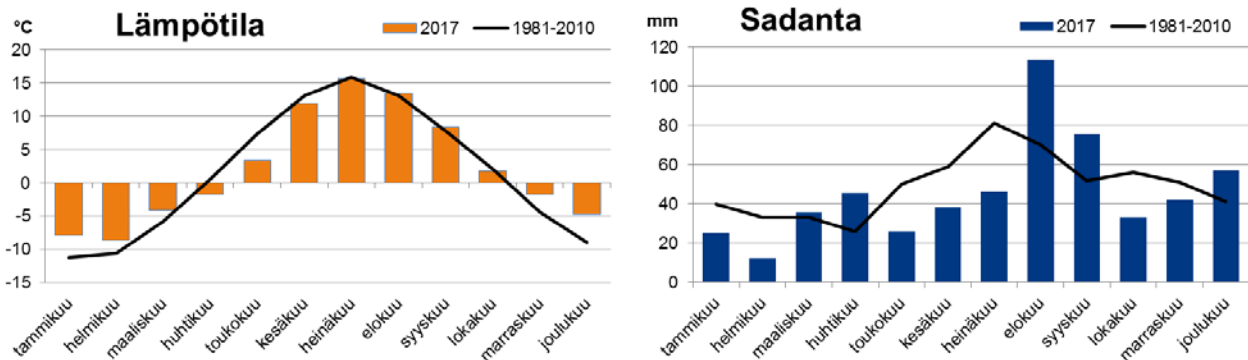 °C
Lämpötila
2017
1981-2010
20
15
10
5
0
-5
-10
-15
tammikuu
helmikuu
maaliskuu
huhtikuu
toukokuu
kesäkuu
heinäkuu
elokuu
syyskuu
lokakuu
marraskuu
joulukuu
mm
Sadanta
2017
1981-2010
120
100
80
60
40
20
0
tammikuu
helmikuu
maaliskuu
huhtikuu
toukokuu
kesäkuu
heinäkuu
elokuu
syyskuu
lokakuu
marraskuu
joulukuu